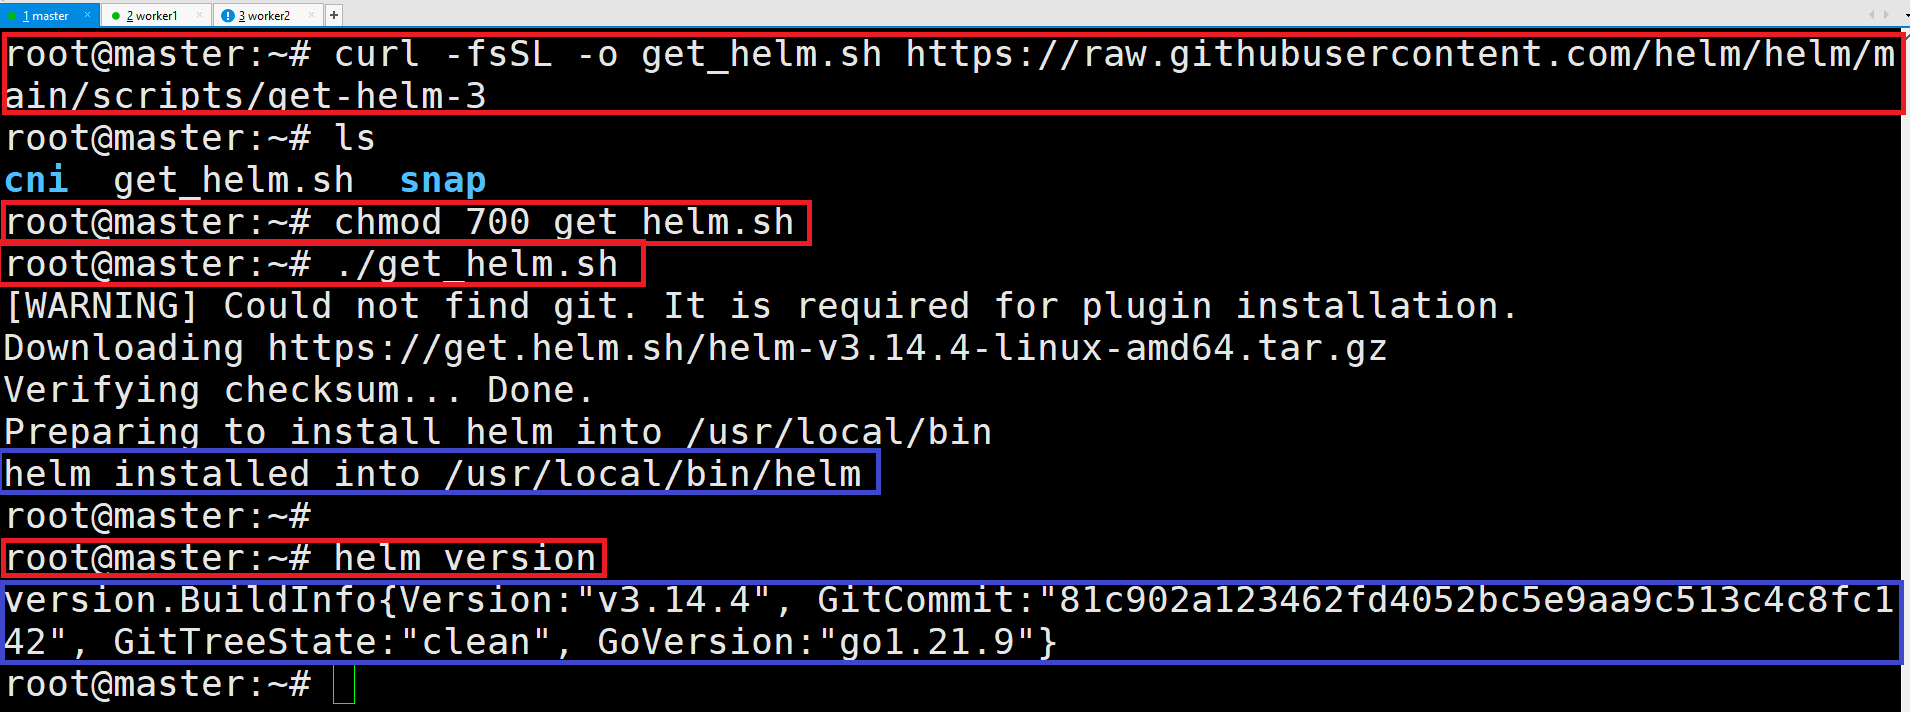 1 master × 2 worker1 × 3 worker2 × +
root@master:~# curl -fsSL -o get_helm.sh https://raw.githubusercontent.com/helm/helm/m
ain/scripts/get-helm-3
root@master:~# ls
cni  get_helm.sh  snap
root@master:~# chmod 700 get_helm.sh
root@master:~# ./get_helm.sh
[WARNING] Could not find git. It is required for plugin installation.
Downloading https://get.helm.sh/helm-v3.14.4-linux-amd64.tar.gz
Verifying checksum... Done.
Preparing to install helm into /usr/local/bin
helm installed into /usr/local/bin/helm
root@master:~#
root@master:~# helm version
version.BuildInfo{Version:"v3.14.4", GitCommit:"81c902a123462fd4052bc5e9aa9c513c4c8fc1
42", GitTreeState:"clean", GoVersion:"go1.21.9"}
root@master:~#